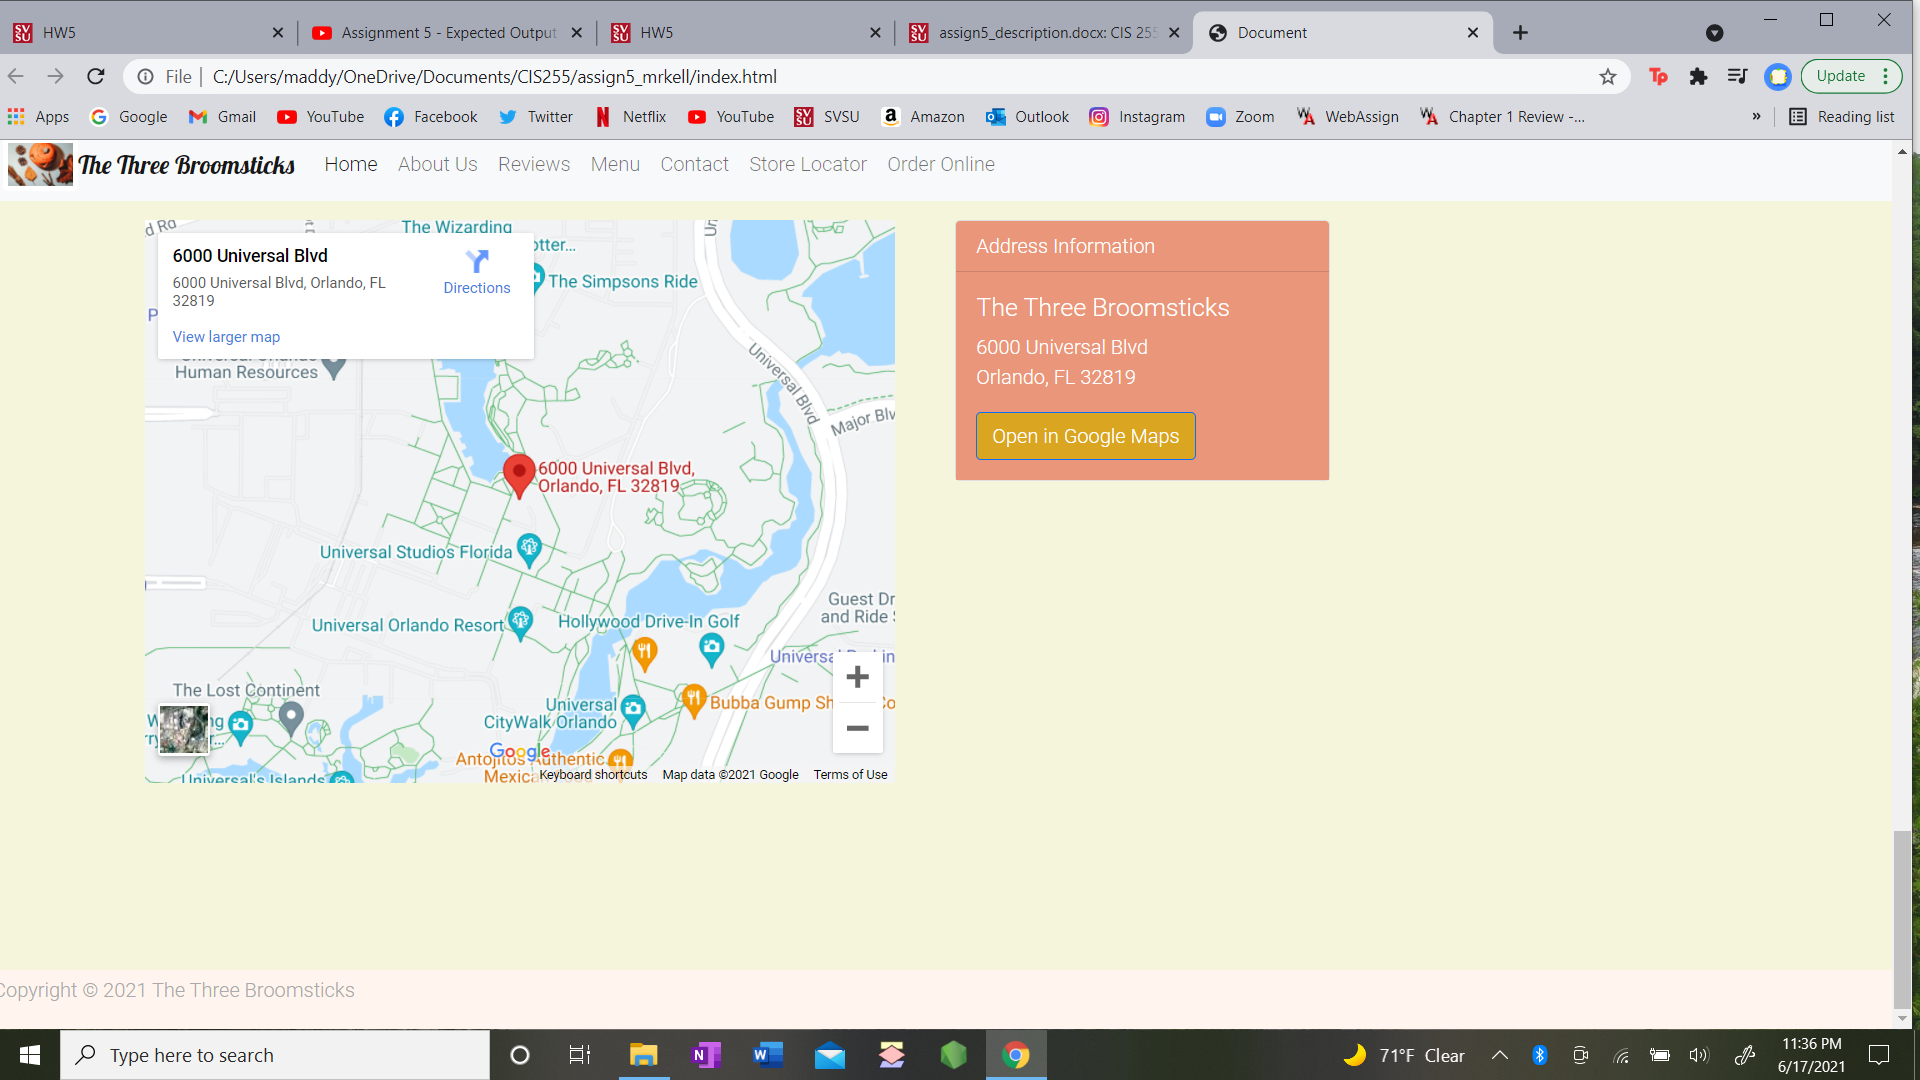 HW5
Assignment 5 - Expected Output
HW5
assign5_description.docx: CIS 255
Document
File
C:/Users/maddy/OneDrive/Documents/CIS255/assign5_mrkell/index.html
Update
Apps
Google
Gmail
YouTube
Facebook
Twitter
Netflix
YouTube
SVSU
Amazon
Outlook
Instagram
Zoom
WebAssign
Chapter 1 Review -...
»
Reading list
The Three Broomsticks
Home
About Us
Reviews
Menu
Contact
Store Locator
Order Online
6000 Universal Blvd
6000 Universal Blvd, Orlando, FL
32819
Directions
View larger map
The Wizarding
otter...
The Simpsons Ride
Human Resources
Universal Blvd
Major Blv
6000 Universal Blvd,
Orlando, FL 32819
Universal Studios Florida
Universal Orlando Resort
Hollywood Drive-In Golf
Guest Dr
and Ride S
The Lost Continent
Universal
CityWalk Orlando
Bubba Gump Sh
Antojitos Authentic
Mexica
Universal's Islands
Google
Keyboard shortcuts
Map data ©2021 Google
Terms of Use
Address Information
The Three Broomsticks
6000 Universal Blvd
Orlando, FL 32819
Open in Google Maps
Copyright © 2021 The Three Broomsticks
Type here to search
71°F Clear
11:36 PM
6/17/2021